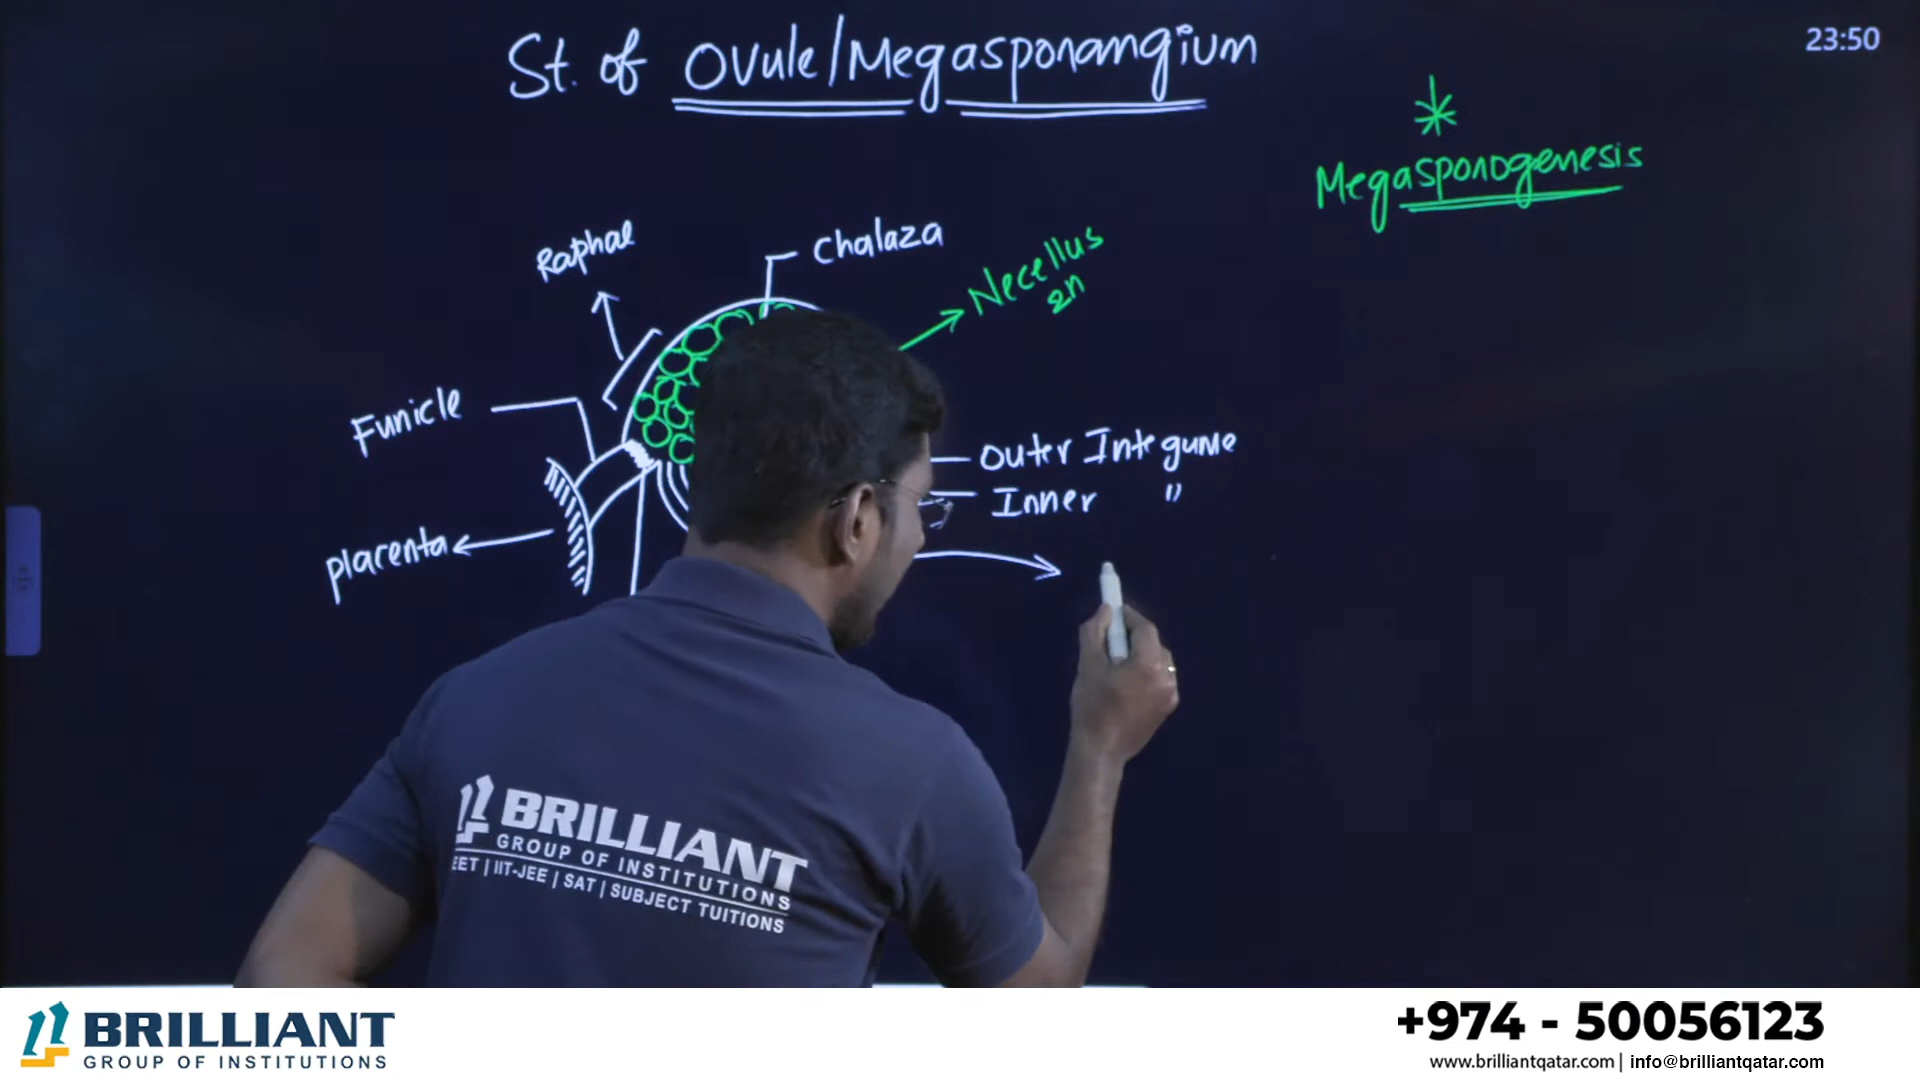 St. of Ovule/Megasporangium
23:50
Megasporogenesis
Raphae
Chalaza
Necellus
2n
Funicle
Outer Integume
Inner "
placenta
BRILLIANT
GROUP OF INSTITUTIONS
EET | IIT-JEE | SAT | SUBJECT TUITIONS
BRILLIANT
GROUP OF INSTITUTIONS
+974 - 50056123
www.brilliantqatar.com | info@brilliantqatar.com